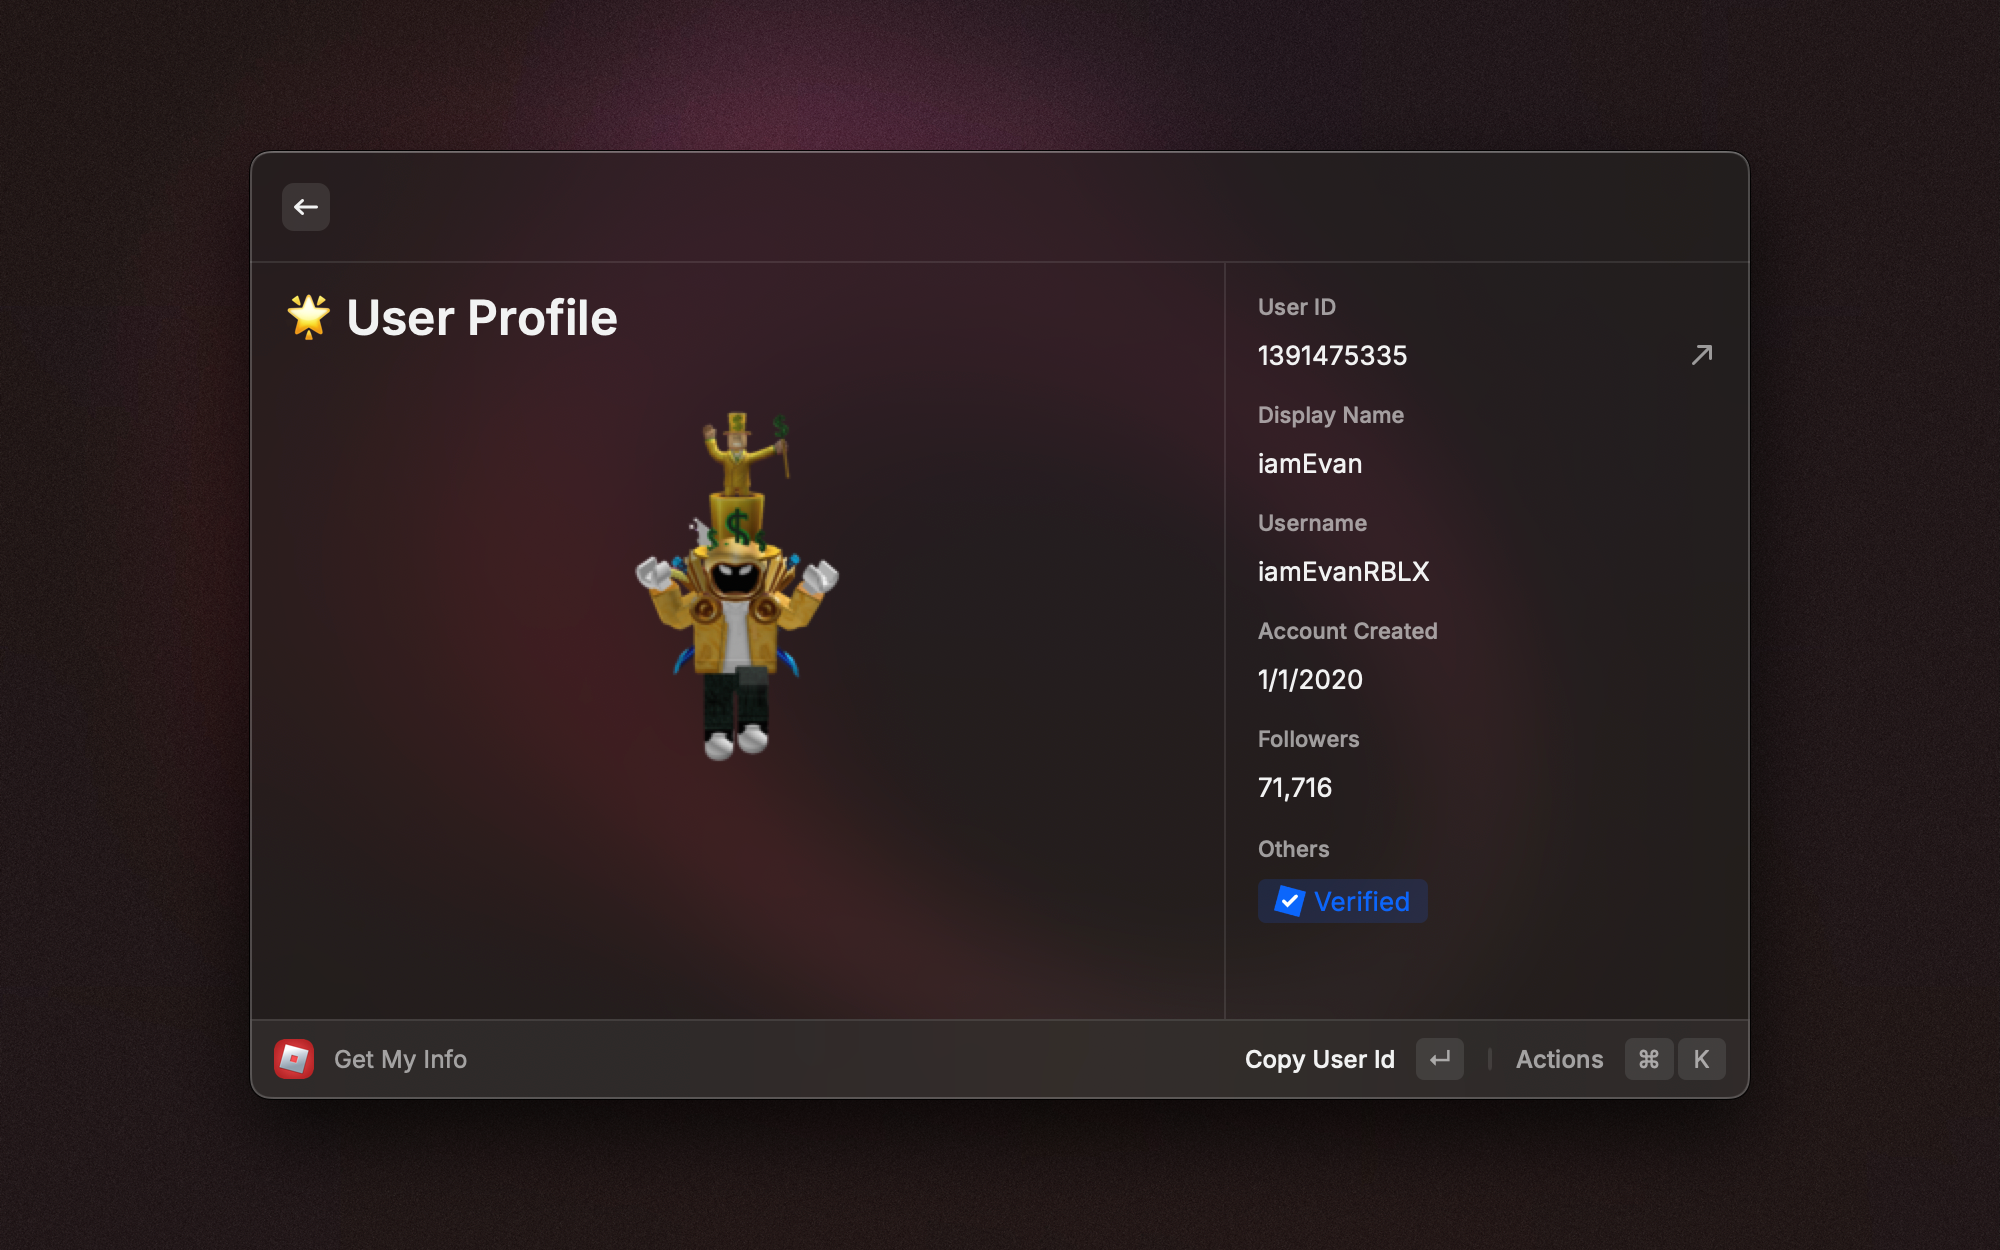 🌟 User Profile
$
User ID
1391475335
Display Name
iamEvan
Username
iamEvanRBLX
Account Created
1/1/2020
Followers
71,716
Others
Verified
Get My Info
Copy User Id ↵
Actions ⌘ K